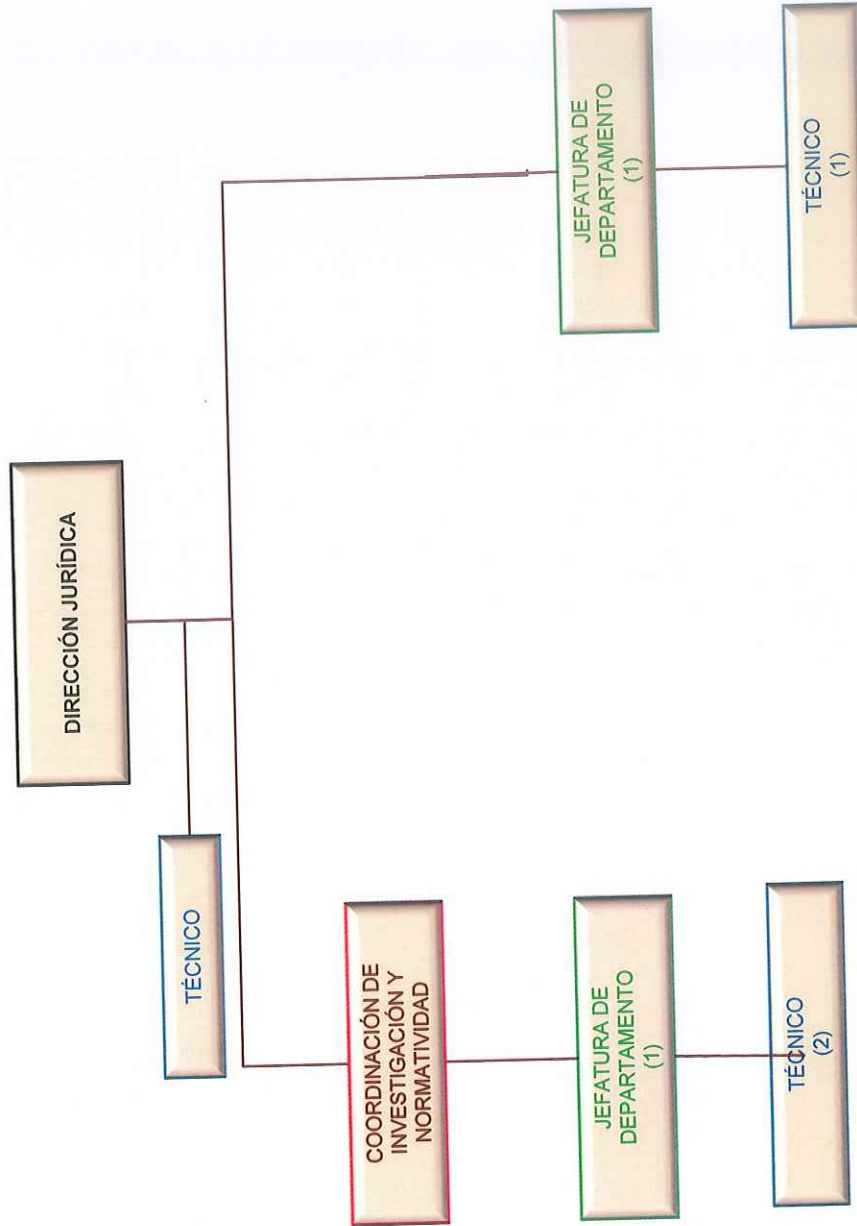 DIRECCIÓN JURÍDICA
TÉCNICO
COORDINACIÓN DE
INVESTIGACIÓN Y
NORMATIVIDAD
JEFATURA DE
DEPARTAMENTO
(1)
TÉCNICO
(2)
JEFATURA DE
DEPARTAMENTO
(1)
TÉCNICO
(1)